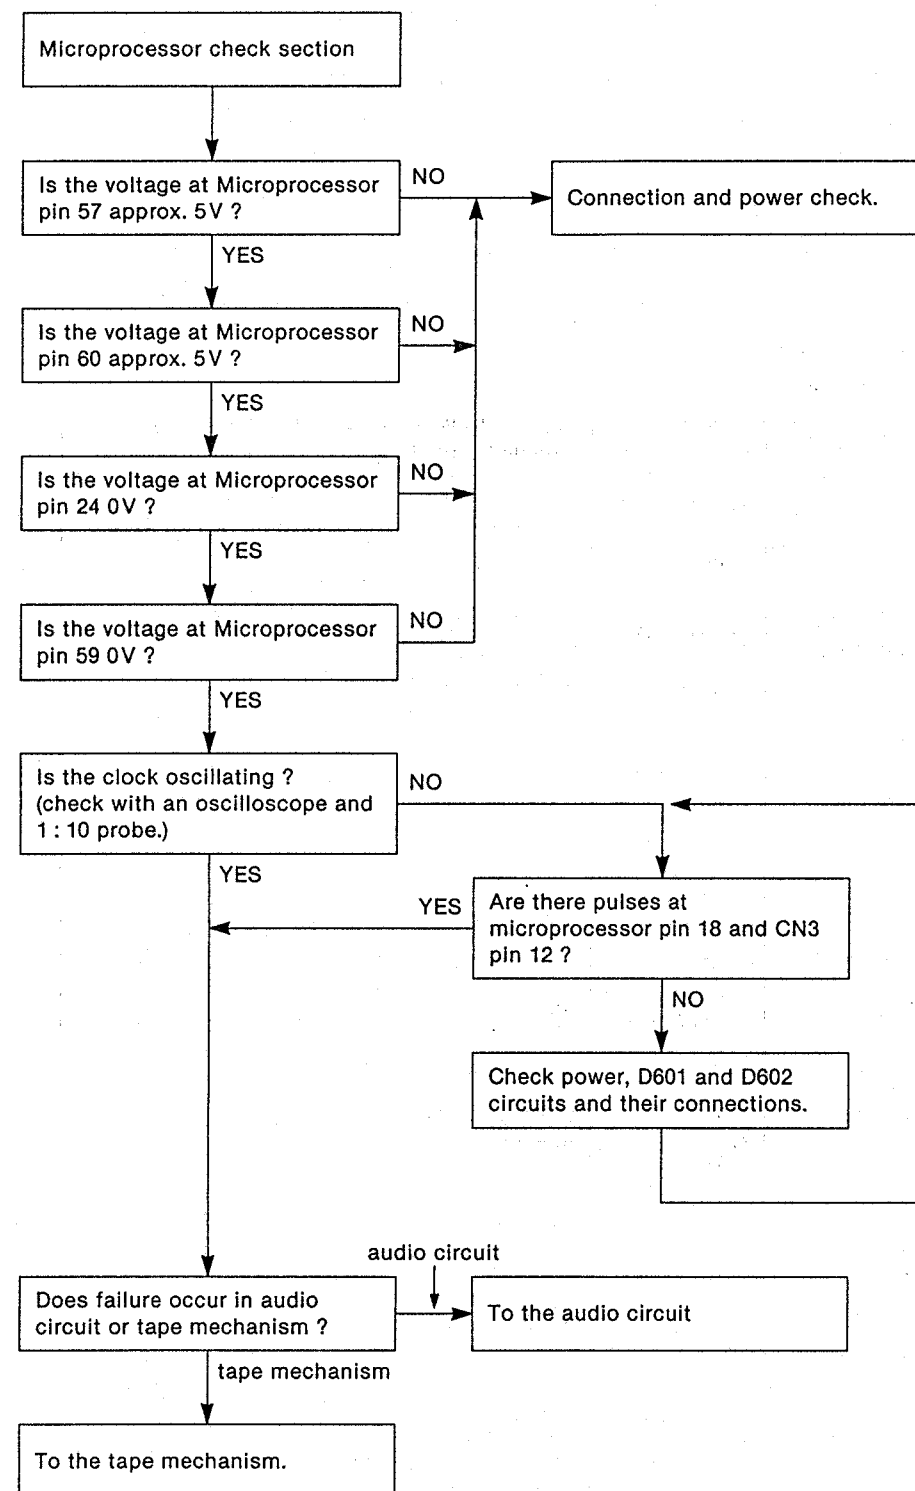 Microprocessor check section
Is the voltage at Microprocessor
pin 57 approx. 5V ?
NO
Connection and power check.
YES
Is the voltage at Microprocessor
pin 60 approx. 5V ?
NO
YES
Is the voltage at Microprocessor
pin 24 0V ?
NO
YES
Is the voltage at Microprocessor
pin 59 0V ?
NO
YES
Is the clock oscillating ?
(check with an oscilloscope and
1 : 10 probe.)
NO
YES
Are there pulses at
microprocessor pin 18 and CN3
pin 12 ?
YES
NO
Check power, D601 and D602
circuits and their connections.
Does failure occur in audio
circuit or tape mechanism ?
audio circuit
To the audio circuit
tape mechanism
To the tape mechanism.